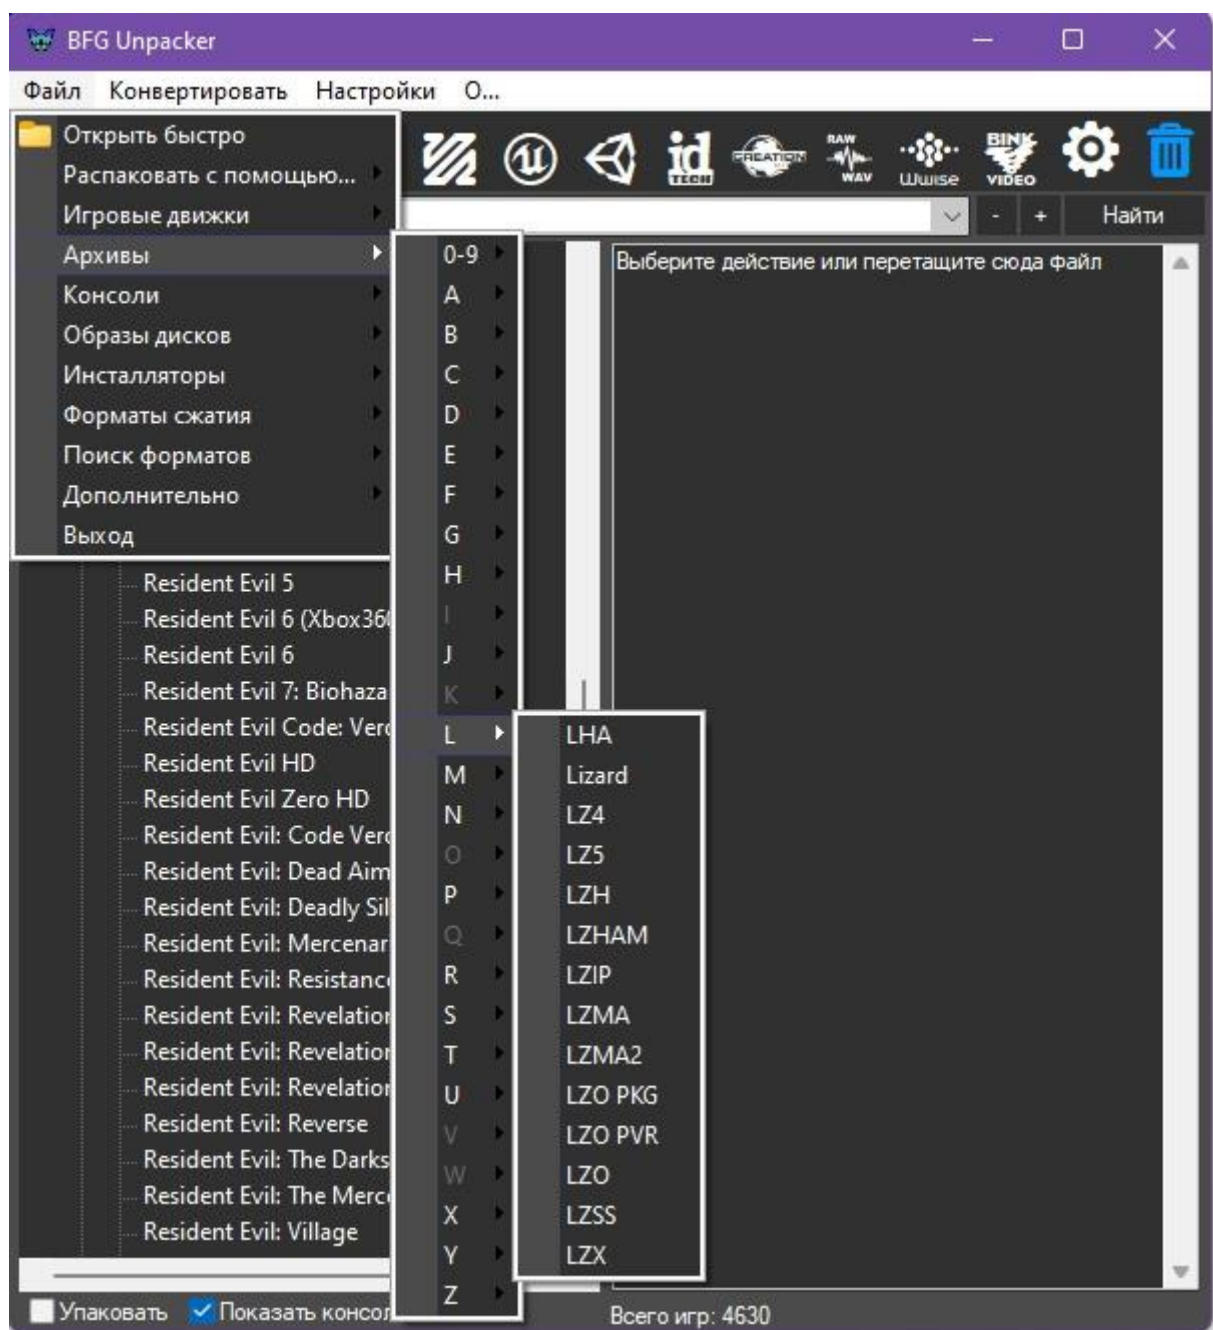 BFG Unpacker
Файл Конвертировать Настройки О...
Открыть быстро
Распаковать с помощью...
Игровые движки
Архивы
Консоли
Образы дисков
Инсталляторы
Форматы сжатия
Поиск форматов
Дополнительно
Выход
id TECH
CREATION
RAW WAV
Wwise
BINK VIDEO
- + Найти
0-9
A
B
C
D
E
F
G
H
I
J
K
L
M
N
O
P
Q
R
S
T
U
V
W
X
Y
Z
LHA
Lizard
LZ4
LZ5
LZH
LZHAM
LZIP
LZMA
LZMA2
LZO PKG
LZO PVR
LZO
LZSS
LZX
Выберите действие или перетащите сюда файл
Resident Evil 5
Resident Evil 6 (Xbox36
Resident Evil 6
Resident Evil 7: Biohaza
Resident Evil Code: Verc
Resident Evil HD
Resident Evil Zero HD
Resident Evil: Code Verc
Resident Evil: Dead Aim
Resident Evil: Deadly Sil
Resident Evil: Mercenar
Resident Evil: Resistanc
Resident Evil: Revelation
Resident Evil: Revelation
Resident Evil: Revelation
Resident Evil: Reverse
Resident Evil: The Darks
Resident Evil: The Merc
Resident Evil: Village
Упаковать Показать консол
Всего игр: 4630